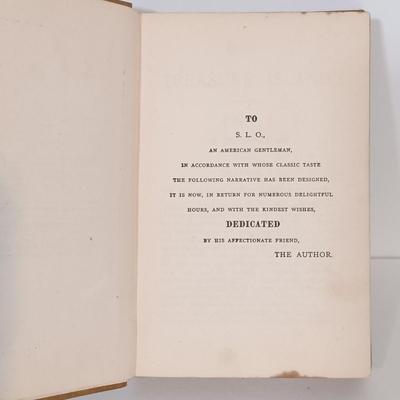 TO
S. L. O.,
AN AMERICAN GENTLEMAN,
IN ACCORDANCE WITH WHOSE CLASSIC TASTE
THE FOLLOWING NARRATIVE HAS BEEN DESIGNED,
IT IS NOW, IN RETURN FOR NUMEROUS DELIGHTFUL
HOURS, AND WITH THE KINDEST WISHES,
DEDICATED
BY HIS AFFECTIONATE FRIEND,
THE AUTHOR.